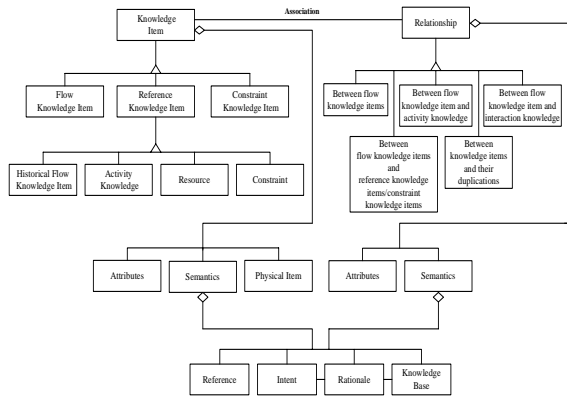 Association
Knowledge
Item
Relationship
Flow
Knowledge Item
Reference
Knowledge Item
Constraint
Knowledge Item
Between flow
knowledge items
Between flow
knowledge item and
activity knowledge
Between flow
knowledge item and
interaction knowledge
Historical Flow
Knowledge Item
Activity
Knowledge
Resource
Constraint
Between
flow knowledge items
and
reference knowledge
items/constraint
knowledge items
Between
knowledge items
and their
duplications
Attributes
Semantics
Physical Item
Attributes
Semantics
Reference
Intent
Rationale
Knowledge
Base